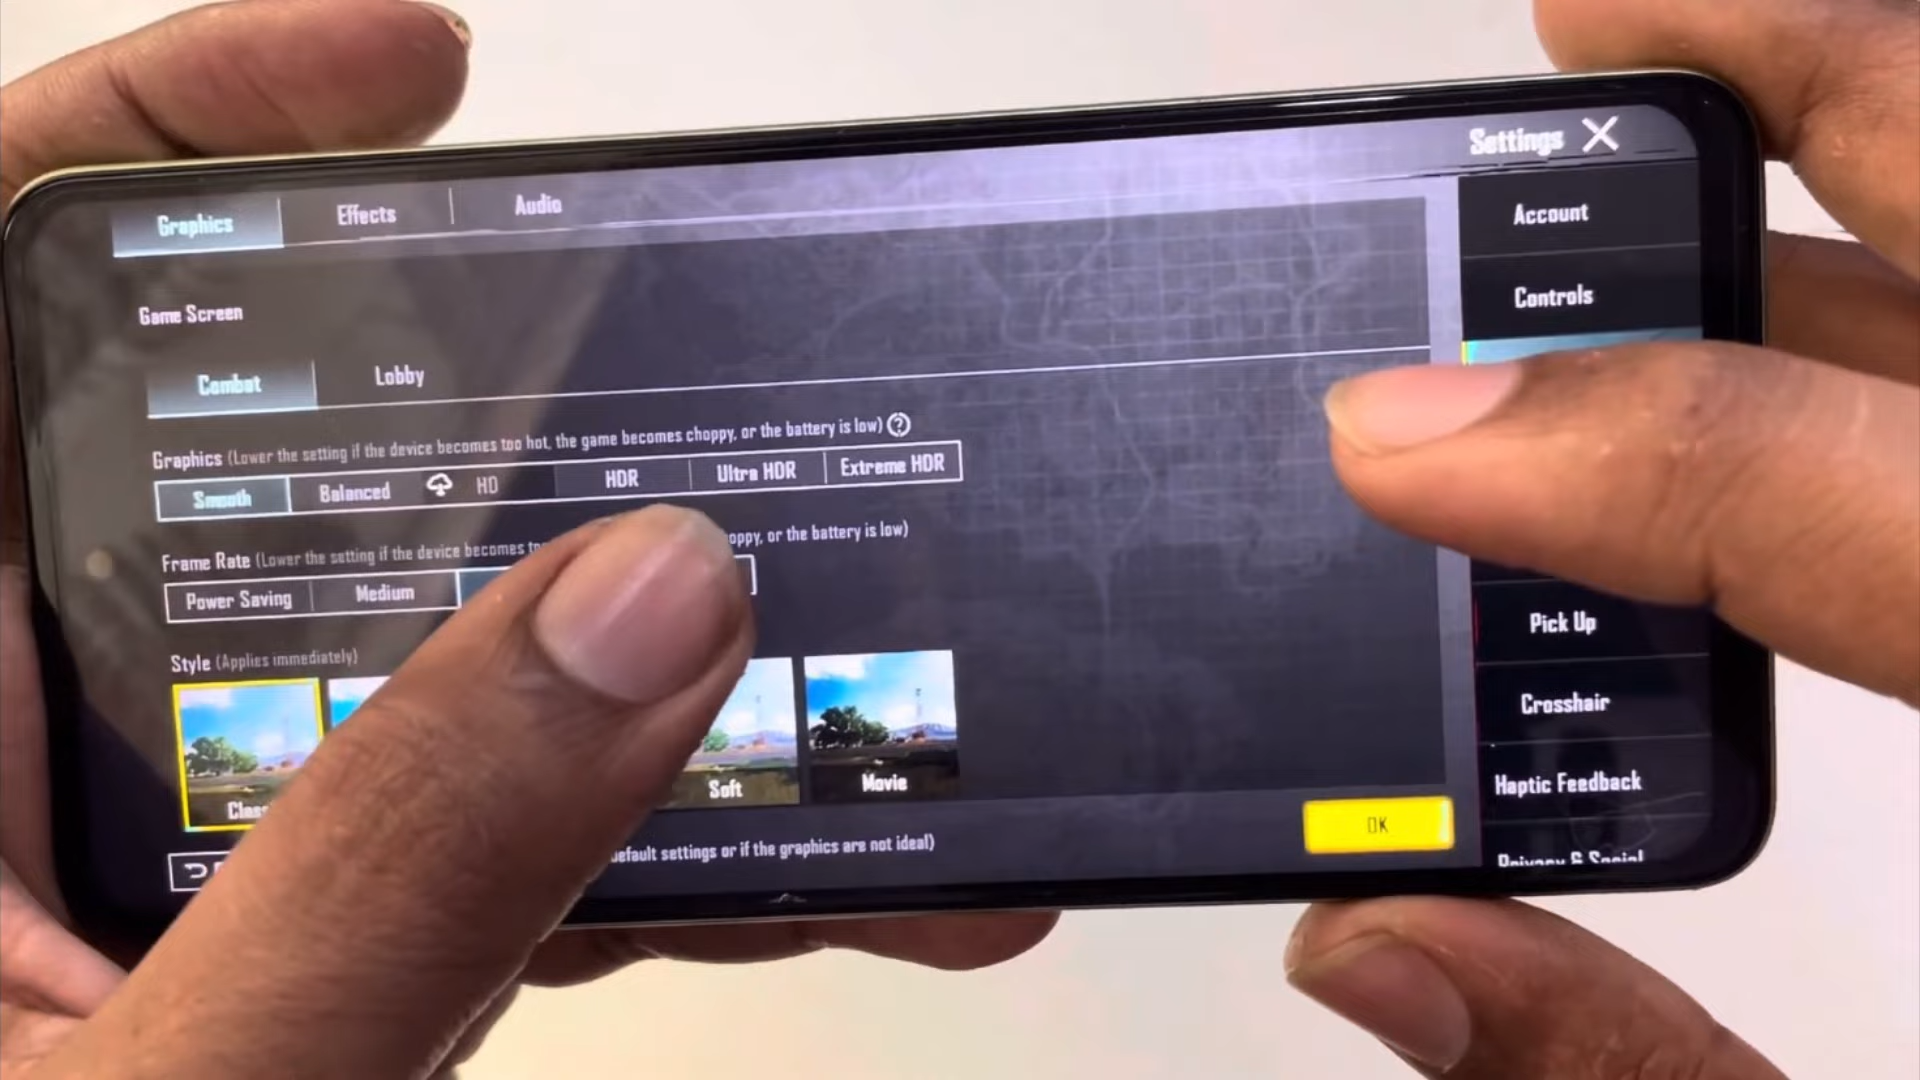 Settings X
Graphics Effects Audio
Account
Game Screen
Controls
Combat Lobby
Graphics (Lower the setting if the device becomes too hot, the game becomes choppy, or the battery is low) ?
Smooth Balanced HD HDR Ultra HDR Extreme HDR
Frame Rate (Lower the setting if the device becomes oppy, or the battery is low)
Power Saving Medium
Pick Up
Style (Applies immediately)
Crosshair
Soft Movie
Haptic Feedback
OK
default settings or if the graphics are not ideal)
Privacy & Social